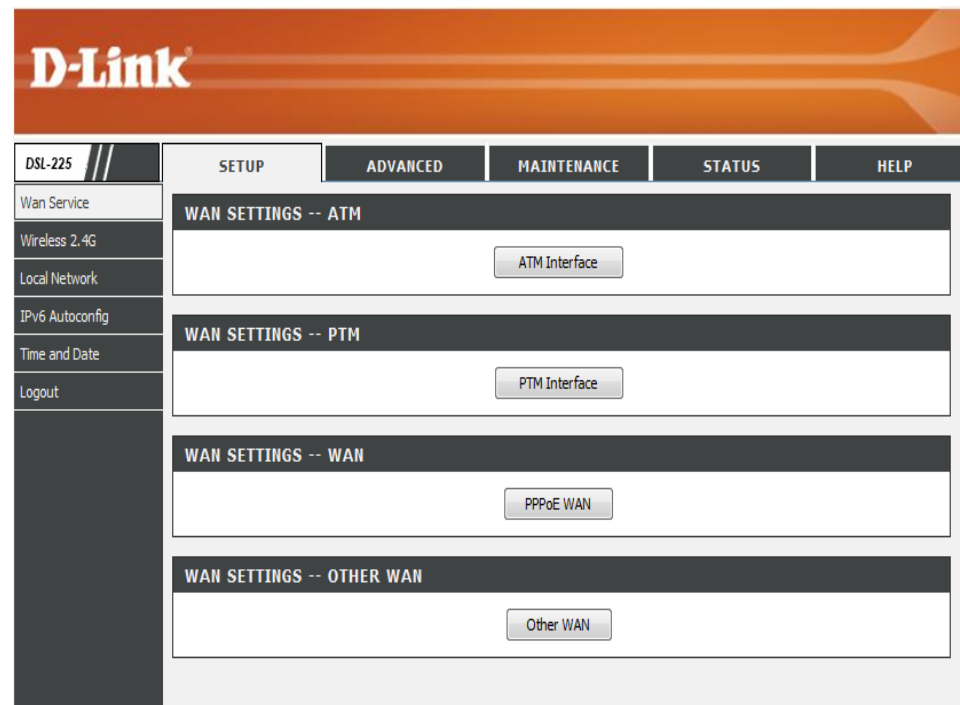 D-Link®
DSL-225
SETUP
ADVANCED
MAINTENANCE
STATUS
HELP
Wan Service
Wireless 2.4G
Local Network
IPv6 Autoconfig
Time and Date
Logout
WAN SETTINGS -- ATM
ATM Interface
WAN SETTINGS -- PTM
PTM Interface
WAN SETTINGS -- WAN
PPPoE WAN
WAN SETTINGS -- OTHER WAN
Other WAN